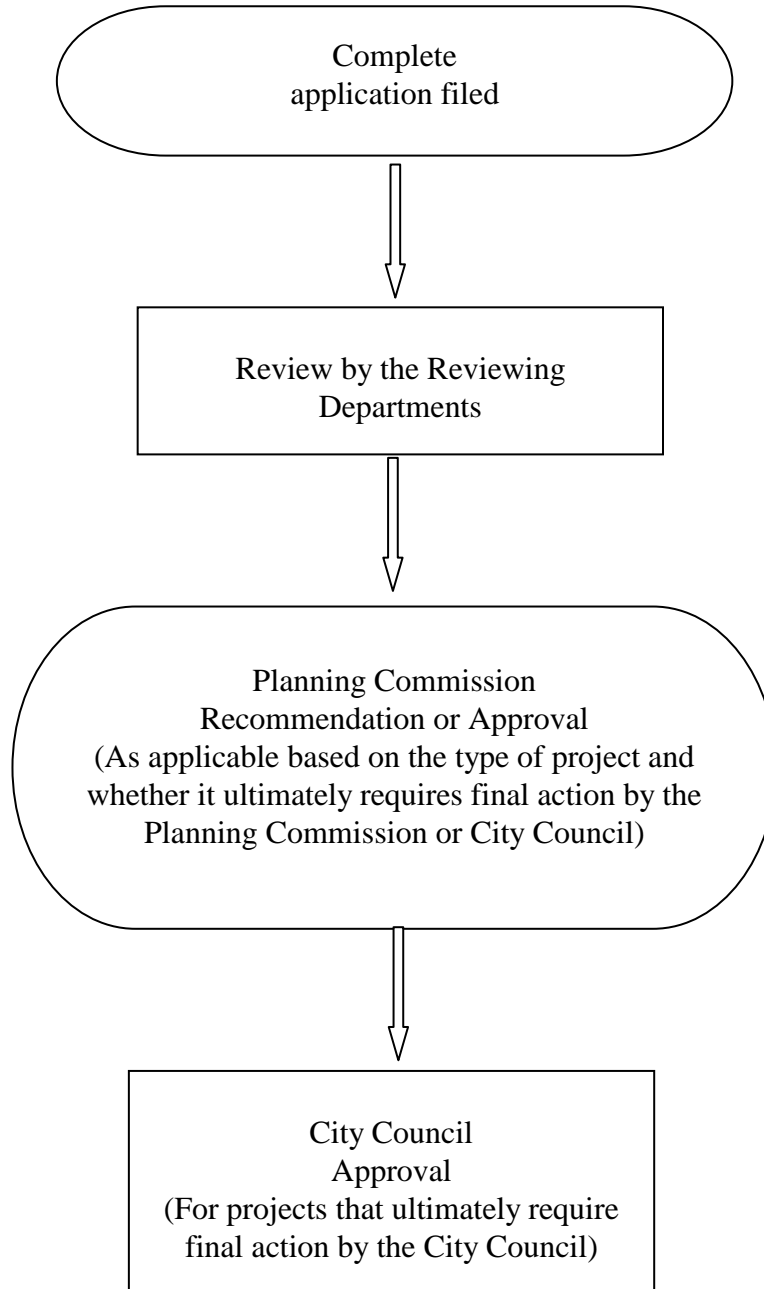 Complete
application filed
Review by the Reviewing
Departments
Planning Commission
Recommendation or Approval
(As applicable based on the type of project and
whether it ultimately requires final action by the
Planning Commission or City Council)
City Council
Approval
(For projects that ultimately require
final action by the City Council)